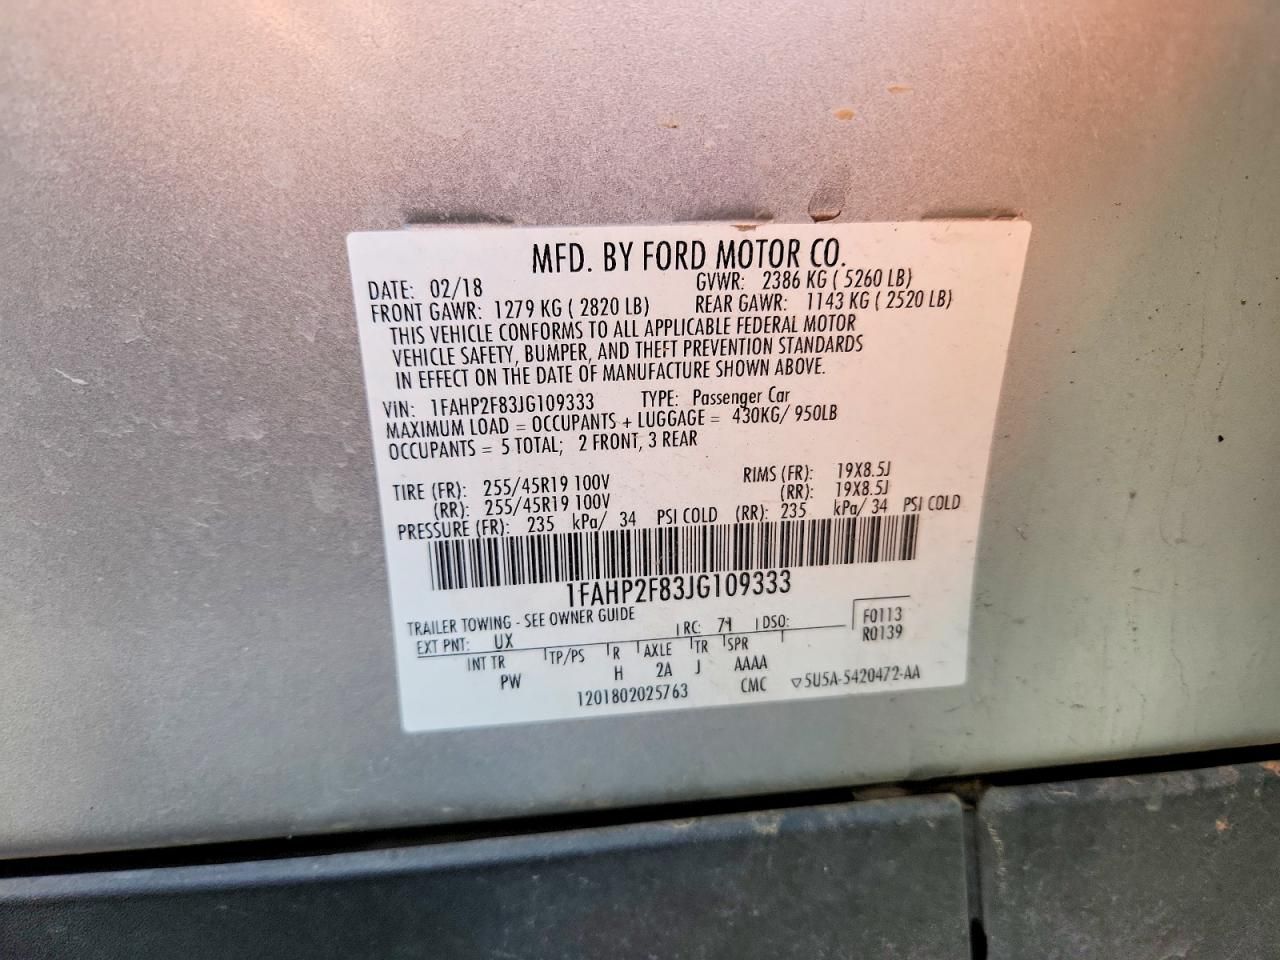 MFD. BY FORD MOTOR CO.
DATE: 02/18 GVWR: 2386 KG ( 5260 LB)
FRONT GAWR: 1279 KG ( 2820 LB) REAR GAWR: 1143 KG ( 2520 LB)
THIS VEHICLE CONFORMS TO ALL APPLICABLE FEDERAL MOTOR
VEHICLE SAFETY, BUMPER, AND THEFT PREVENTION STANDARDS
IN EFFECT ON THE DATE OF MANUFACTURE SHOWN ABOVE.
VIN: 1FAHP2F83JG109333 TYPE: Passenger Car
MAXIMUM LOAD = OCCUPANTS + LUGGAGE = 430KG/ 950LB
OCCUPANTS = 5 TOTAL; 2 FRONT, 3 REAR
TIRE (FR): 255/45R19 100V RIMS (FR): 19X8.5J
(RR): 255/45R19 100V (RR): 19X8.5J
PRESSURE (FR): 235 kPa/ 34 PSI COLD (RR): 235 kPa/ 34 PSI COLD
1FAHP2F83JG109333
TRAILER TOWING - SEE OWNER GUIDE F0113
EXT PNT: UX RC: 71 DSO: R0139
INT TR TP/PS R AXLE TR SPR
PW H 2A J AAAA
1201802025763 CMC ▽5U5A-5420472-AA